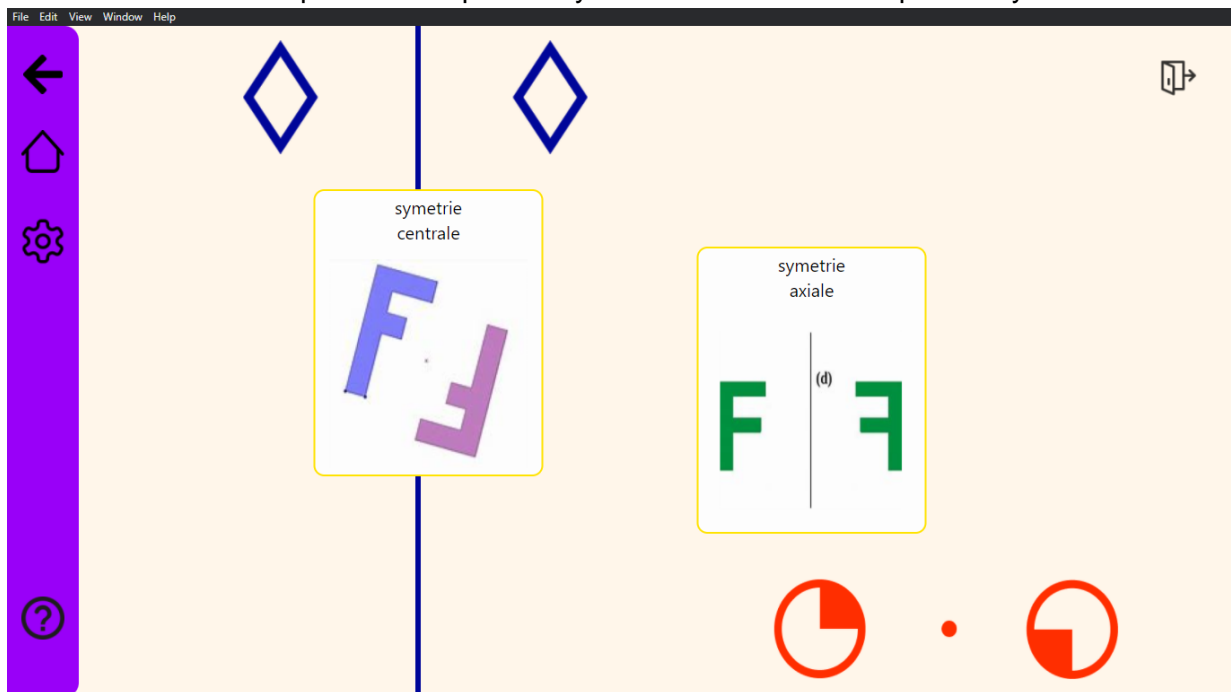 File Edit View Window Help
symetrie
centrale
symetrie
axiale
(d)
F F
?